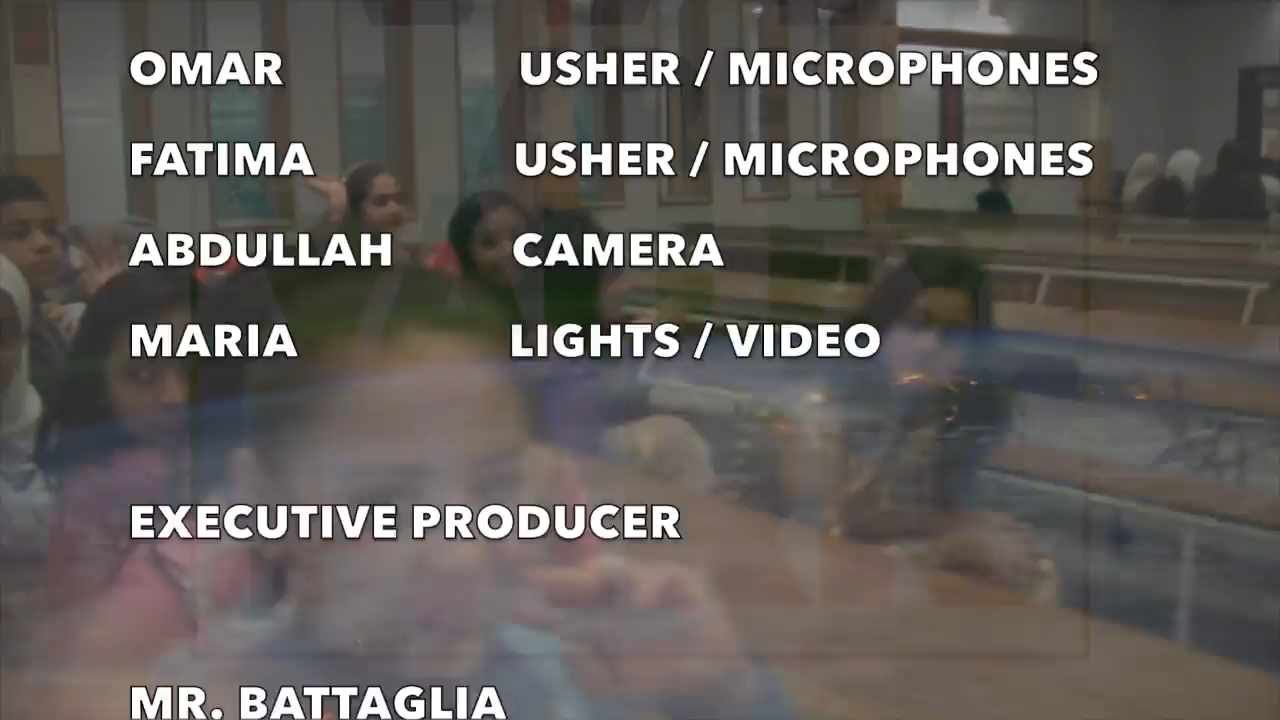 OMAR USHER / MICROPHONES
FATIMA USHER / MICROPHONES
ABDULLAH CAMERA
MARIA LIGHTS / VIDEO
EXECUTIVE PRODUCER
MR. BATTAGLIA